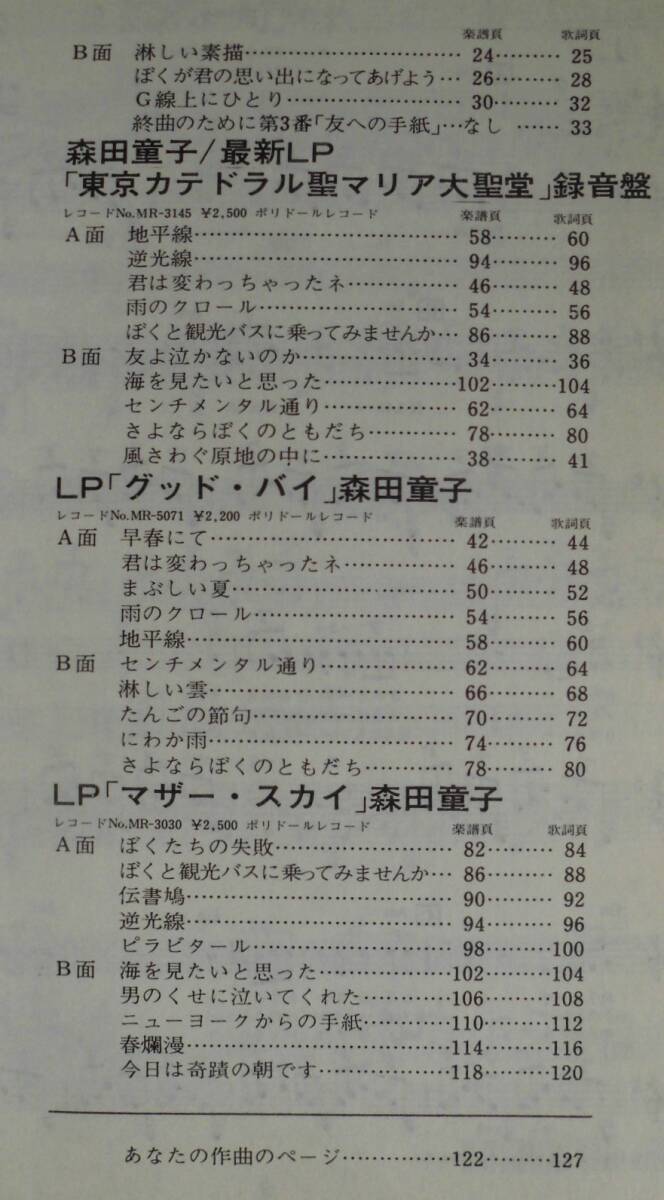 楽譜頁 歌詞頁
B面 淋しい素描……………………… 24……… 25
ぼくが君の思い出になってあげよう… 26……… 28
G線上にひとり………………… 30……… 32
終曲のために第3番「友への手紙」…なし …… 33
森田童子/最新LP
「東京カテドラル聖マリア大聖堂」録音盤
レコードNo.MR-3145 ¥2,500 ポリドールレコード 楽譜頁 歌詞頁
A面 地平線…………………………… 58……… 60
逆光線…………………………… 94……… 96
君は変わっちゃったネ………… 46……… 48
雨のクロール…………………… 54……… 56
ぼくと観光バスに乗ってみませんか… 86……… 88
B面 友よ泣かないのか……………… 34……… 36
海を見たいと思った………………102………104
センチメンタル通り…………… 62……… 64
さよならぼくのともだち……… 78……… 80
風さわぐ原地の中に…………… 38……… 41
LP「グッド・バイ」森田童子
レコードNo.MR-5071 ¥2,200 ポリドールレコード 楽譜頁 歌詞頁
A面 早春にて………………………… 42……… 44
君は変わっちゃったネ………… 46……… 48
まぶしい夏……………………… 50……… 52
雨のクロール…………………… 54……… 56
地平線…………………………… 58……… 60
B面 センチメンタル通り…………… 62……… 64
淋しい雲………………………… 66……… 68
たんごの節句…………………… 70……… 72
にわか雨………………………… 74……… 76
さよならぼくのともだち……… 78……… 80
LP「マザー・スカイ」森田童子
レコードNo.MR-3030 ¥2,500 ポリドールレコード 楽譜頁 歌詞頁
A面 ぼくたちの失敗………………… 82……… 84
ぼくと観光バスに乗ってみませんか… 86……… 88
伝書鳩…………………………… 90……… 92
逆光線…………………………… 94……… 96
ピラビタール…………………… 98………100
B面 海を見たいと思った………………102………104
男のくせに泣いてくれた…………106………108
ニューヨークからの手紙…………110………112
春爛漫………………………………114………116
今日は奇蹟の朝です………………118………120
あなたの作曲のページ……………122………127